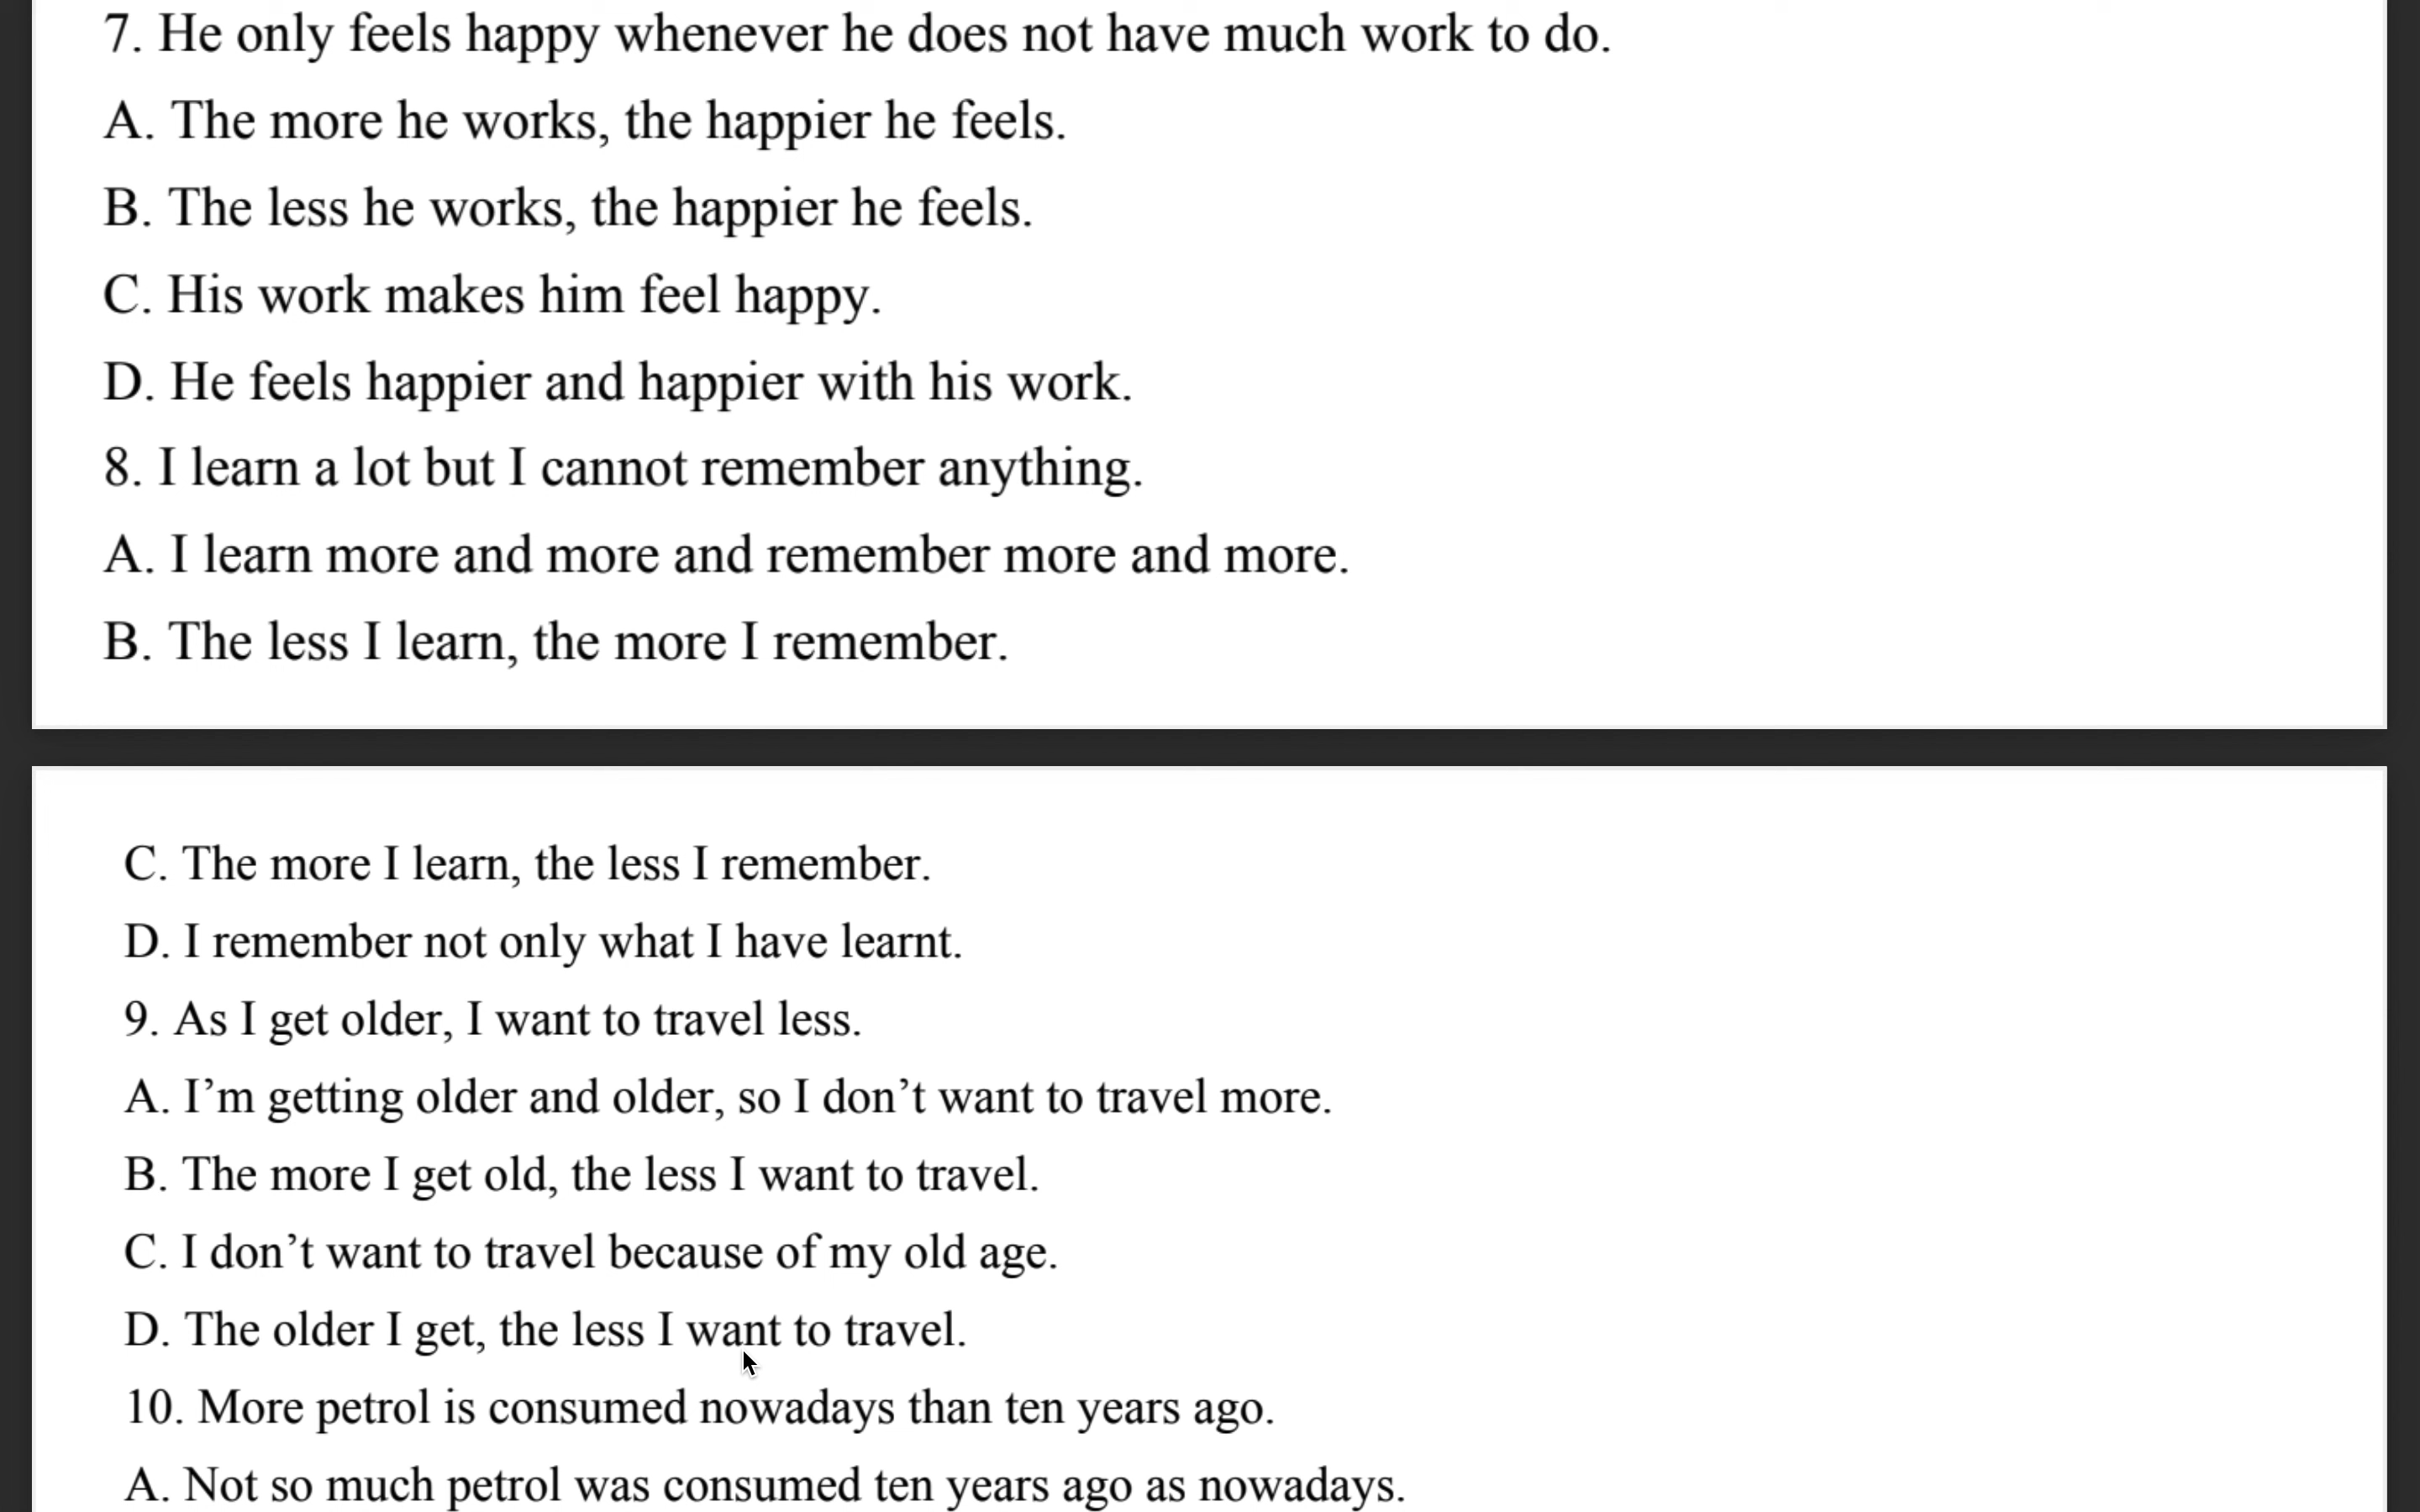 7. He only feels happy whenever he does not have much work to do.
A. The more he works, the happier he feels.
B. The less he works, the happier he feels.
C. His work makes him feel happy.
D. He feels happier and happier with his work.
8. I learn a lot but I cannot remember anything.
A. I learn more and more and remember more and more.
B. The less I learn, the more I remember.
C. The more I learn, the less I remember.
D. I remember not only what I have learnt.
9. As I get older, I want to travel less.
A. I’m getting older and older, so I don’t want to travel more.
B. The more I get old, the less I want to travel.
C. I don’t want to travel because of my old age.
D. The older I get, the less I want to travel.
10. More petrol is consumed nowadays than ten years ago.
A. Not so much petrol was consumed ten years ago as nowadays.